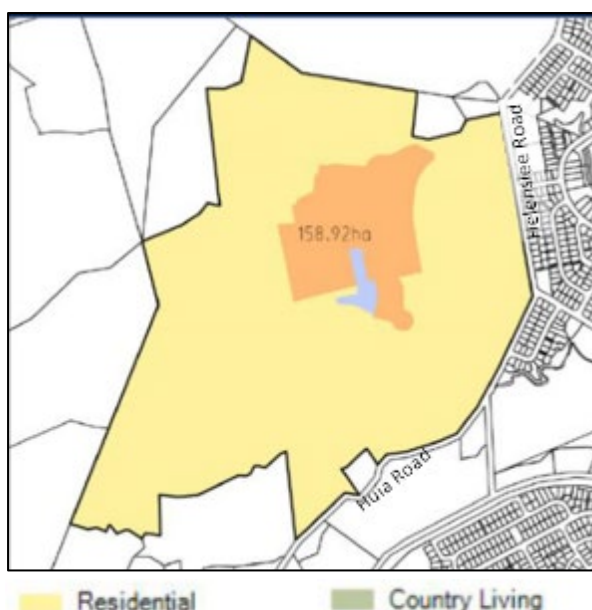 158.92ha
Helenslee Road
Huia Road
Residential
Country Living